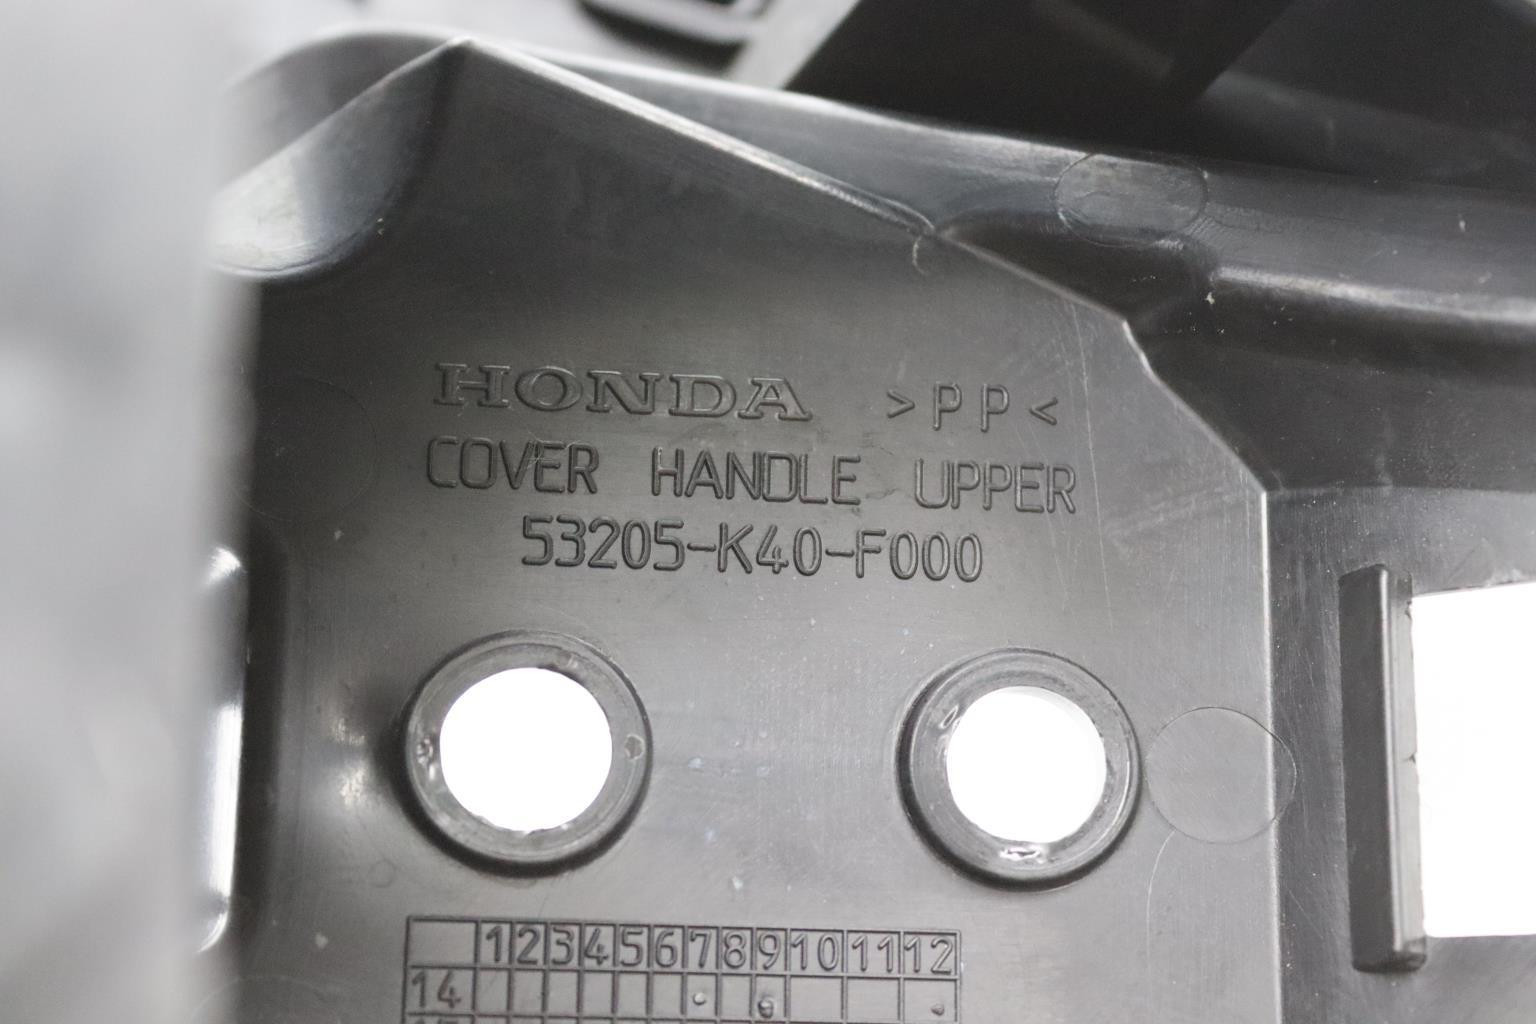 HONDA >PP<
COVER HANDLE UPPER
53205-K40-F000
1 2 3 4 5 6 7 8 9 10 11 12
14